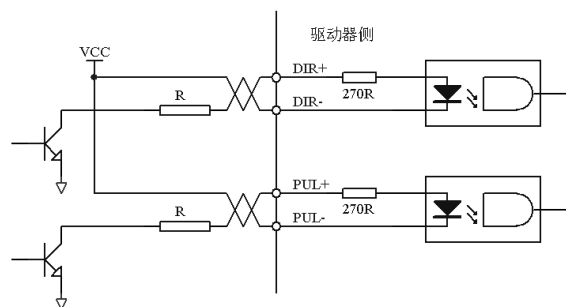 驱动器侧
VCC
DIR+
R
270R
DIR-
PUL+
R
270R
PUL-